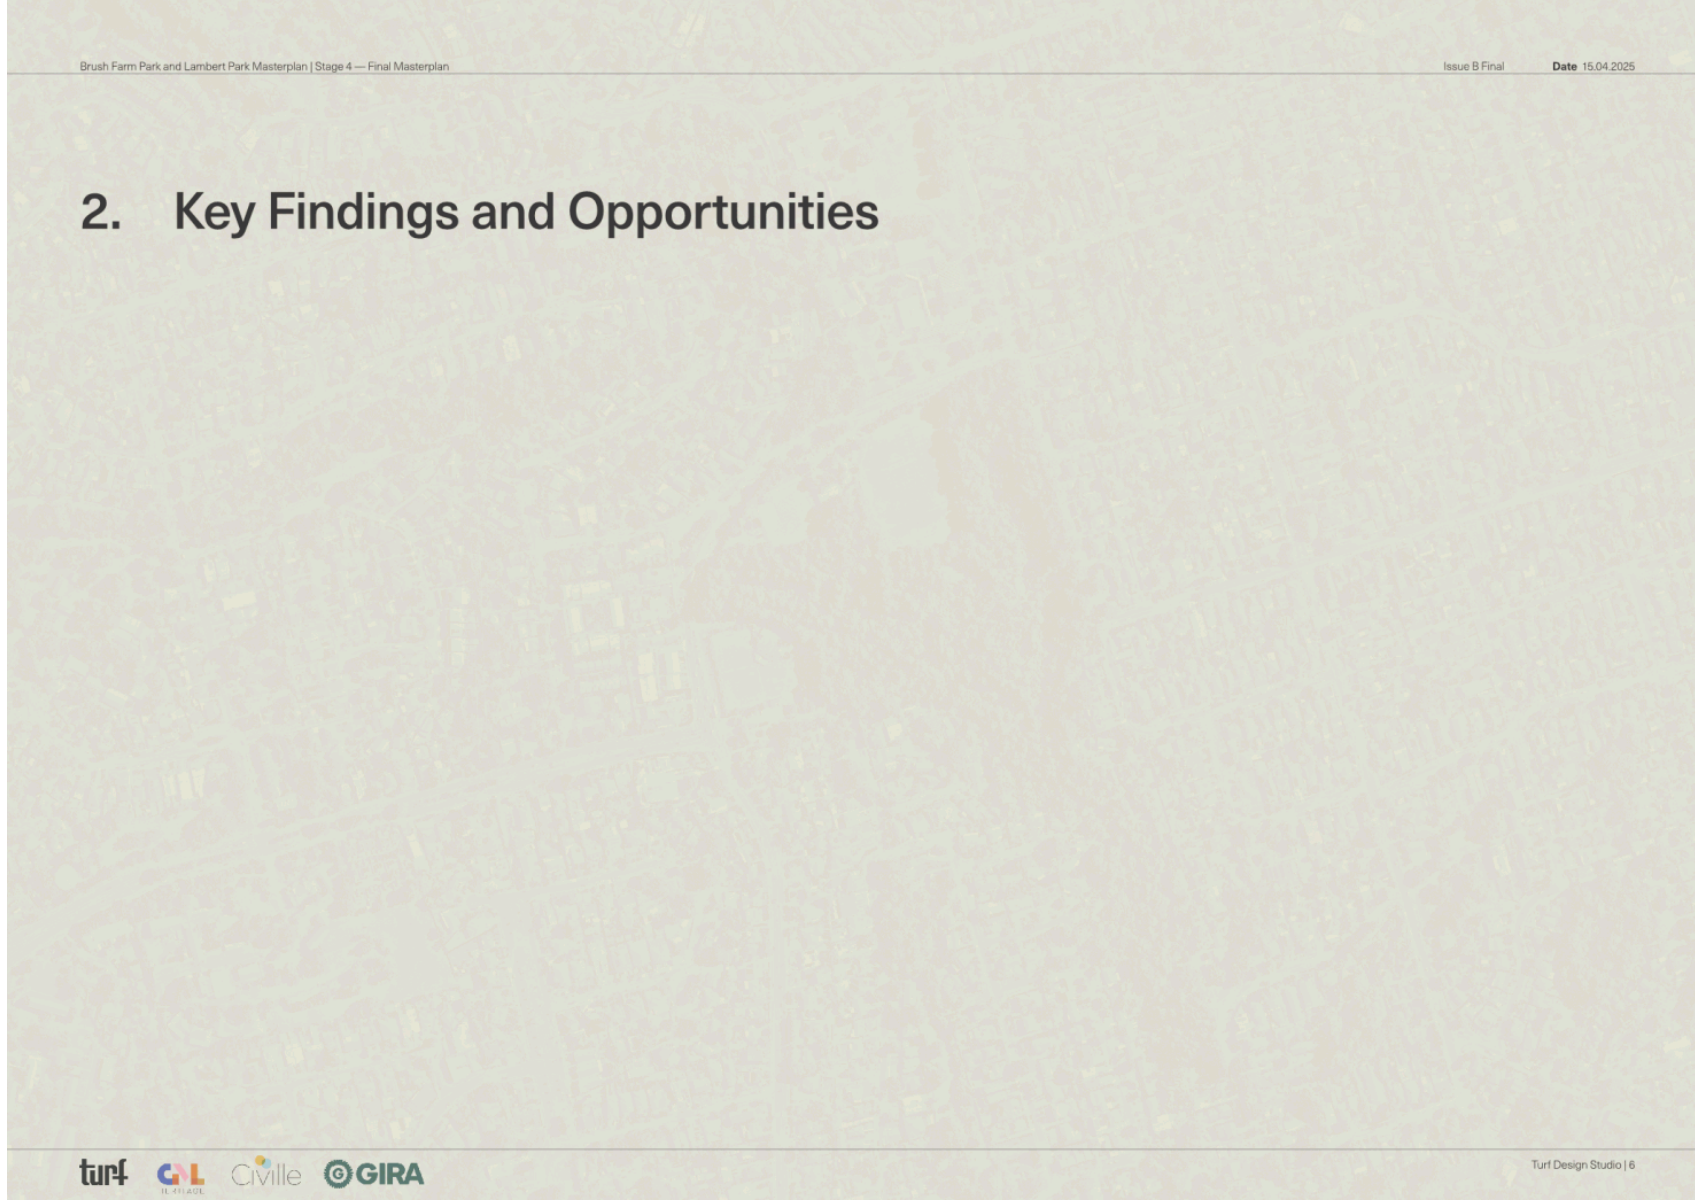 Brush Farm Park and Lambert Park Masterplan | Stage 4 — Final Masterplan
Issue B Final
Date 15.04.2025
2. Key Findings and Opportunities
turf
GML
HERITAGE
Civille
G GIRA
Turf Design Studio | 6